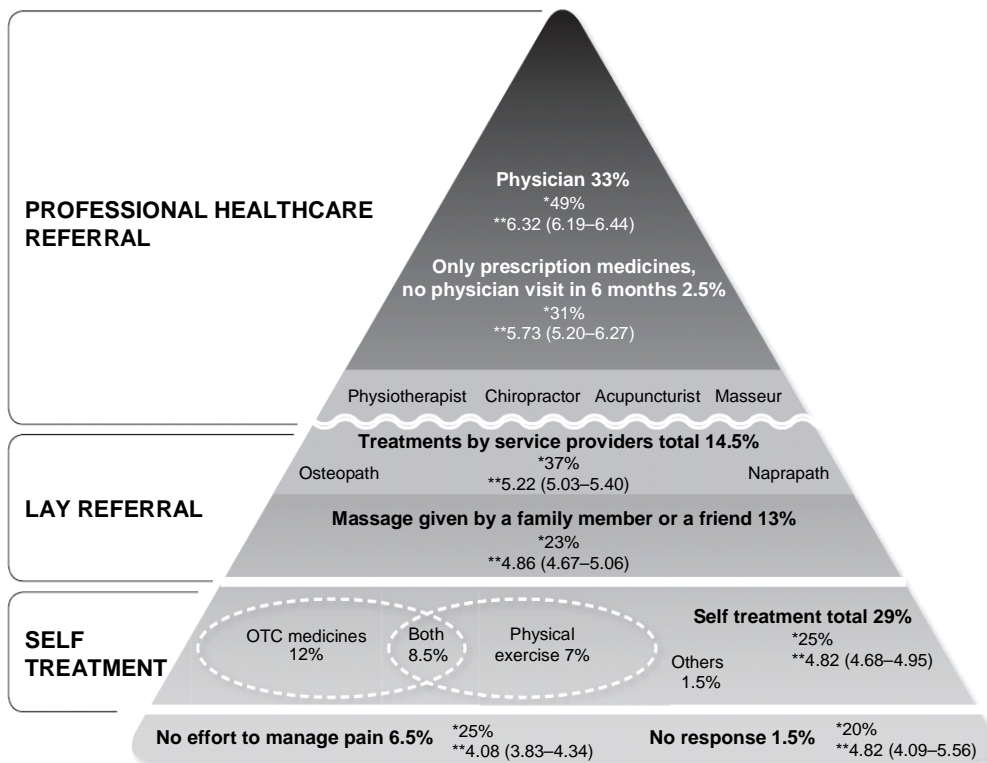 PROFESSIONAL HEALTHCARE
REFERRAL
Physician 33%
*49%
**6.32 (6.19–6.44)
Only prescription medicines,
no physician visit in 6 months 2.5%
*31%
**5.73 (5.20–6.27)
Physiotherapist Chiropractor Acupuncturist Masseur
LAY REFERRAL
Treatments by service providers total 14.5%
*37%
Osteopath **5.22 (5.03–5.40) Naprapath
Massage given by a family member or a friend 13%
*23%
**4.86 (4.67–5.06)
SELF
TREATMENT
OTC medicines
12%
Both
8.5%
Physical
exercise 7%
Others
1.5%
Self treatment total 29%
*25%
**4.82 (4.68–4.95)
No effort to manage pain 6.5%
*25%
**4.08 (3.83–4.34)
No response 1.5%
*20%
**4.82 (4.09–5.56)